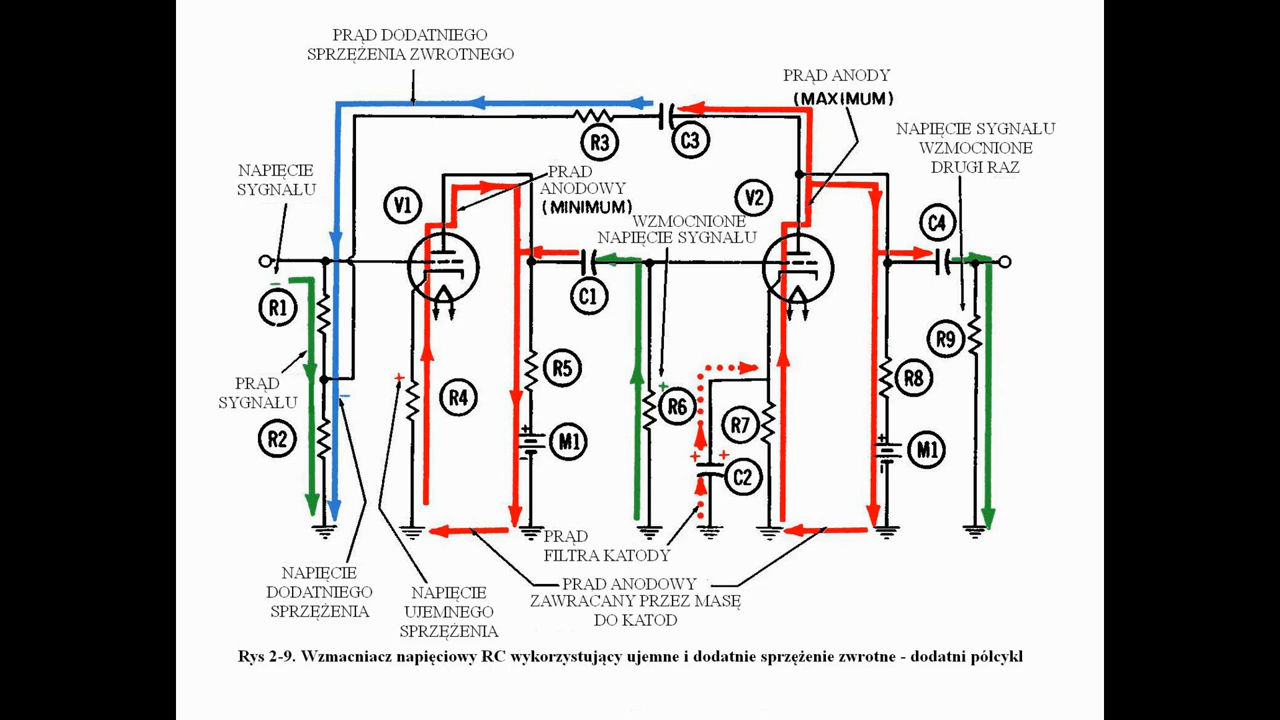 PRĄD DODATNIEGO
SPRZĘŻENIA ZWROTNEGO
PRĄD ANODY
(MAXIMUM)
NAPIĘCIE SYGNAŁU
WZMOCNIONE
DRUGI RAZ
R3
C3
NAPIĘCIE
SYGNAŁU
PRAD
ANODOWY
(MINIMUM)
V1
V2
WZMOCNIONE
NAPIĘCIE SYGNAŁU
C4
C1
R1
R9
PRĄD
SYGNAŁU
R5
R8
R4
R6
R7
R2
M1
M1
C2
PRĄD
FILTRA KATODY
NAPIĘCIE
DODATNIEGO
SPRZĘŻENIA
NAPIĘCIE
UJEMNEGO
SPRZĘŻENIA
PRĄD ANODOWY
ZAWRACANY PRZEZ MASĘ
DO KATOD
Rys 2-9. Wzmacniacz napięciowy RC wykorzystujący ujemne i dodatnie sprzężenie zwrotne - dodatni półcykl